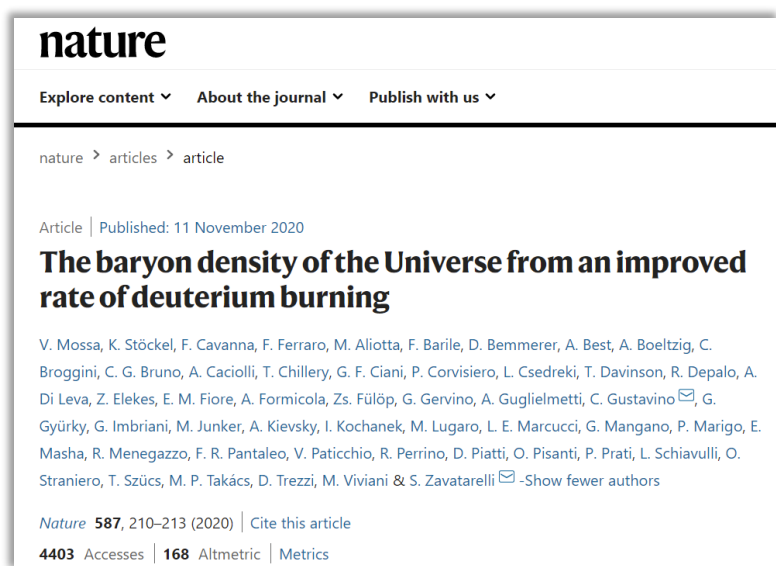 nature
Explore content About the journal Publish with us
nature > articles > article
Article | Published: 11 November 2020
The baryon density of the Universe from an improved
rate of deuterium burning
V. Mossa, K. Stöckel, F. Cavanna, F. Ferraro, M. Aliotta, F. Barile, D. Bemmerer, A. Best, A. Boeltzig, C.
Broggini, C. G. Bruno, A. Caciolli, T. Chillery, G. F. Ciani, P. Corvisiero, L. Csedreki, T. Davinson, R. Depalo, A.
Di Leva, Z. Elekes, E. M. Fiore, A. Formicola, Zs. Fülöp, G. Gervino, A. Guglielmetti, C. Gustavino, G.
Gyürky, G. Imbriani, M. Junker, A. Kievsky, I. Kochanek, M. Lugaro, L. E. Marcucci, G. Mangano, P. Marigo, E.
Masha, R. Menegazzo, F. R. Pantaleo, V. Paticchio, R. Perrino, D. Piatti, O. Pisanti, P. Prati, L. Schiavulli, O.
Straniero, T. Szücs, M. P. Takács, D. Trezzi, M. Viviani & S. Zavatarelli -Show fewer authors
Nature 587, 210–213 (2020) | Cite this article
4403 Accesses | 168 Altmetric | Metrics